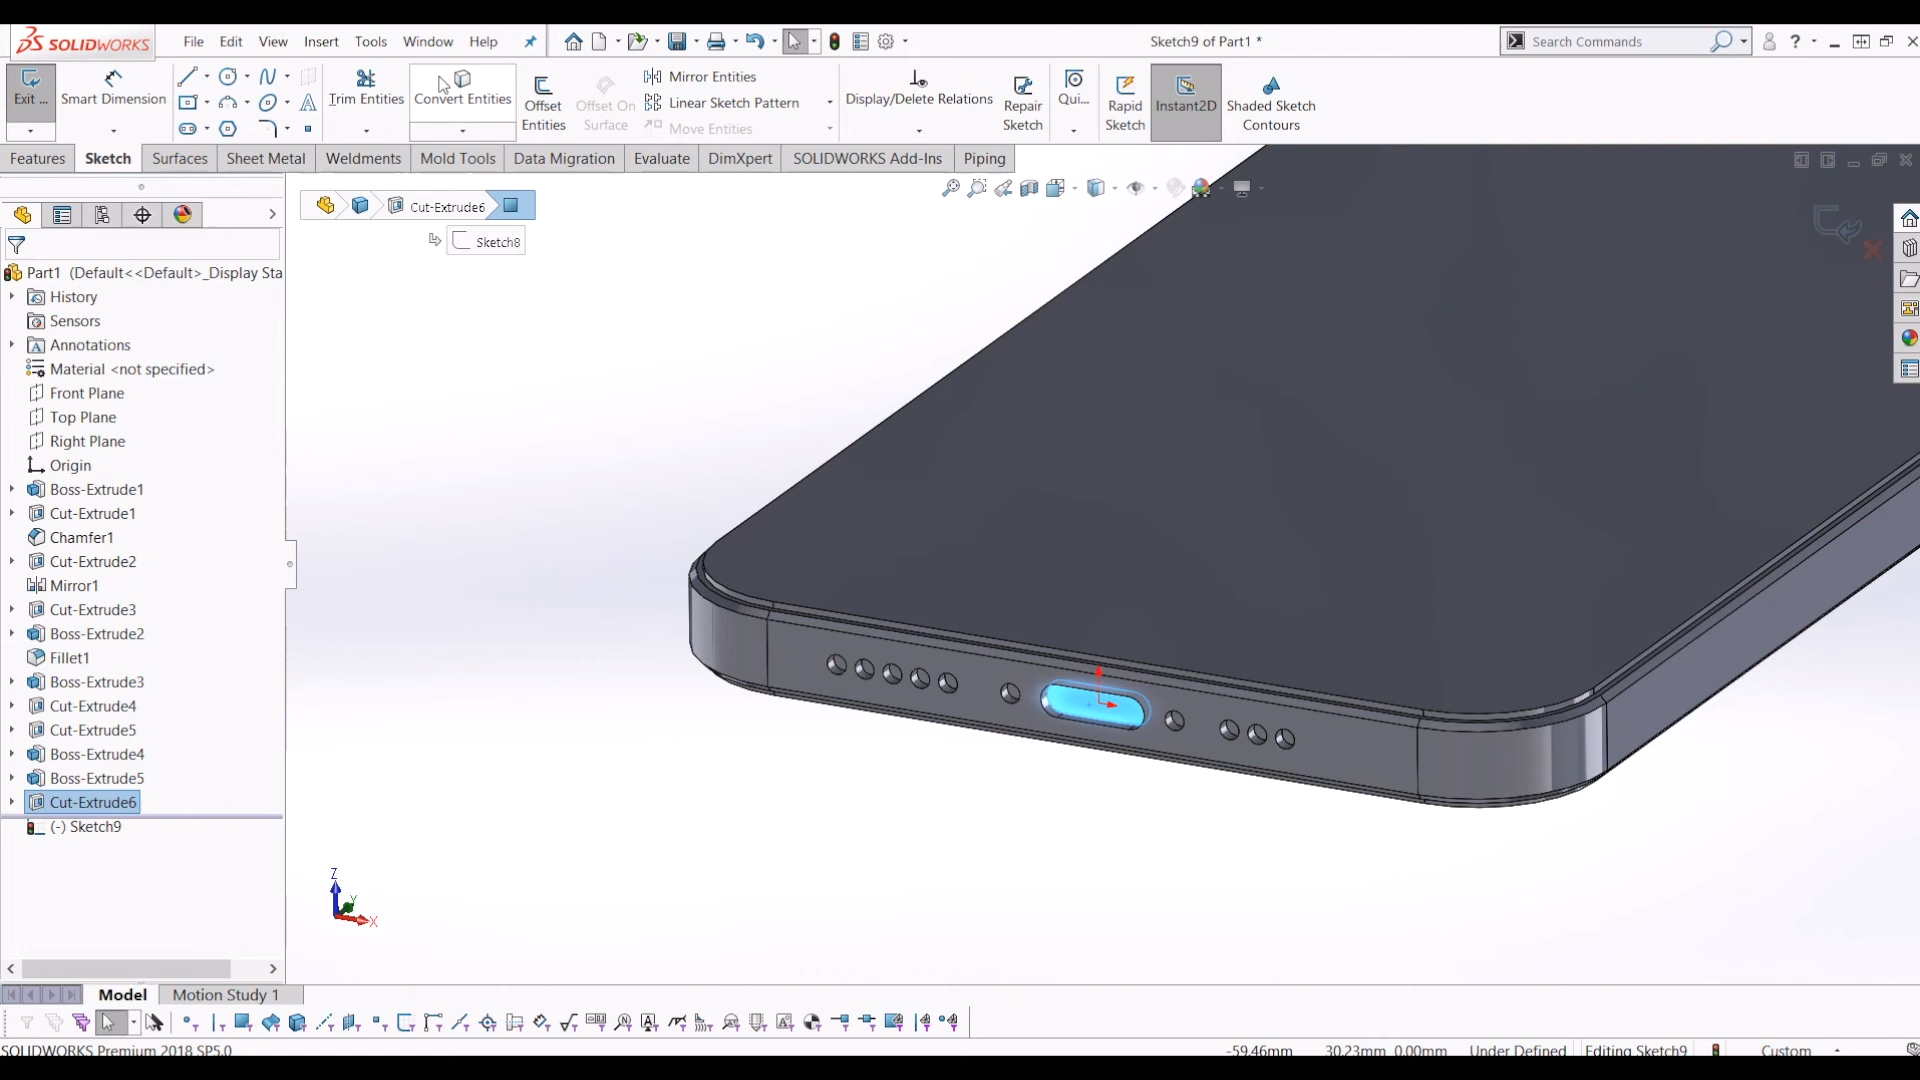 SOLIDWORKS File Edit View Insert Tools Window Help Sketch9 of Part1 * Search Commands ?
Exit ... Smart Dimension Trim Entities Convert Entities Offset Entities Offset On Surface Mirror Entities
Linear Sketch Pattern
Move Entities
Display/Delete Relations Repair Sketch Qui... Rapid Sketch Instant2D Shaded Sketch Contours
Features Sketch Surfaces Sheet Metal Weldments Mold Tools Data Migration Evaluate DimXpert SOLIDWORKS Add-Ins Piping
Cut-Extrude6
Sketch8
Part1 (Default<<Default>_Display Sta
History
Sensors
Annotations
Material <not specified>
Front Plane
Top Plane
Right Plane
Origin
Boss-Extrude1
Cut-Extrude1
Chamfer1
Cut-Extrude2
Mirror1
Cut-Extrude3
Boss-Extrude2
Fillet1
Boss-Extrude3
Cut-Extrude4
Cut-Extrude5
Boss-Extrude4
Boss-Extrude5
Cut-Extrude6
(-) Sketch9
Z
Y
X
Model Motion Study 1
SOLIDWORKS Premium 2018 SP5.0 -59.46mm 30.23mm 0.00mm Under Defined Editing Sketch9 Custom